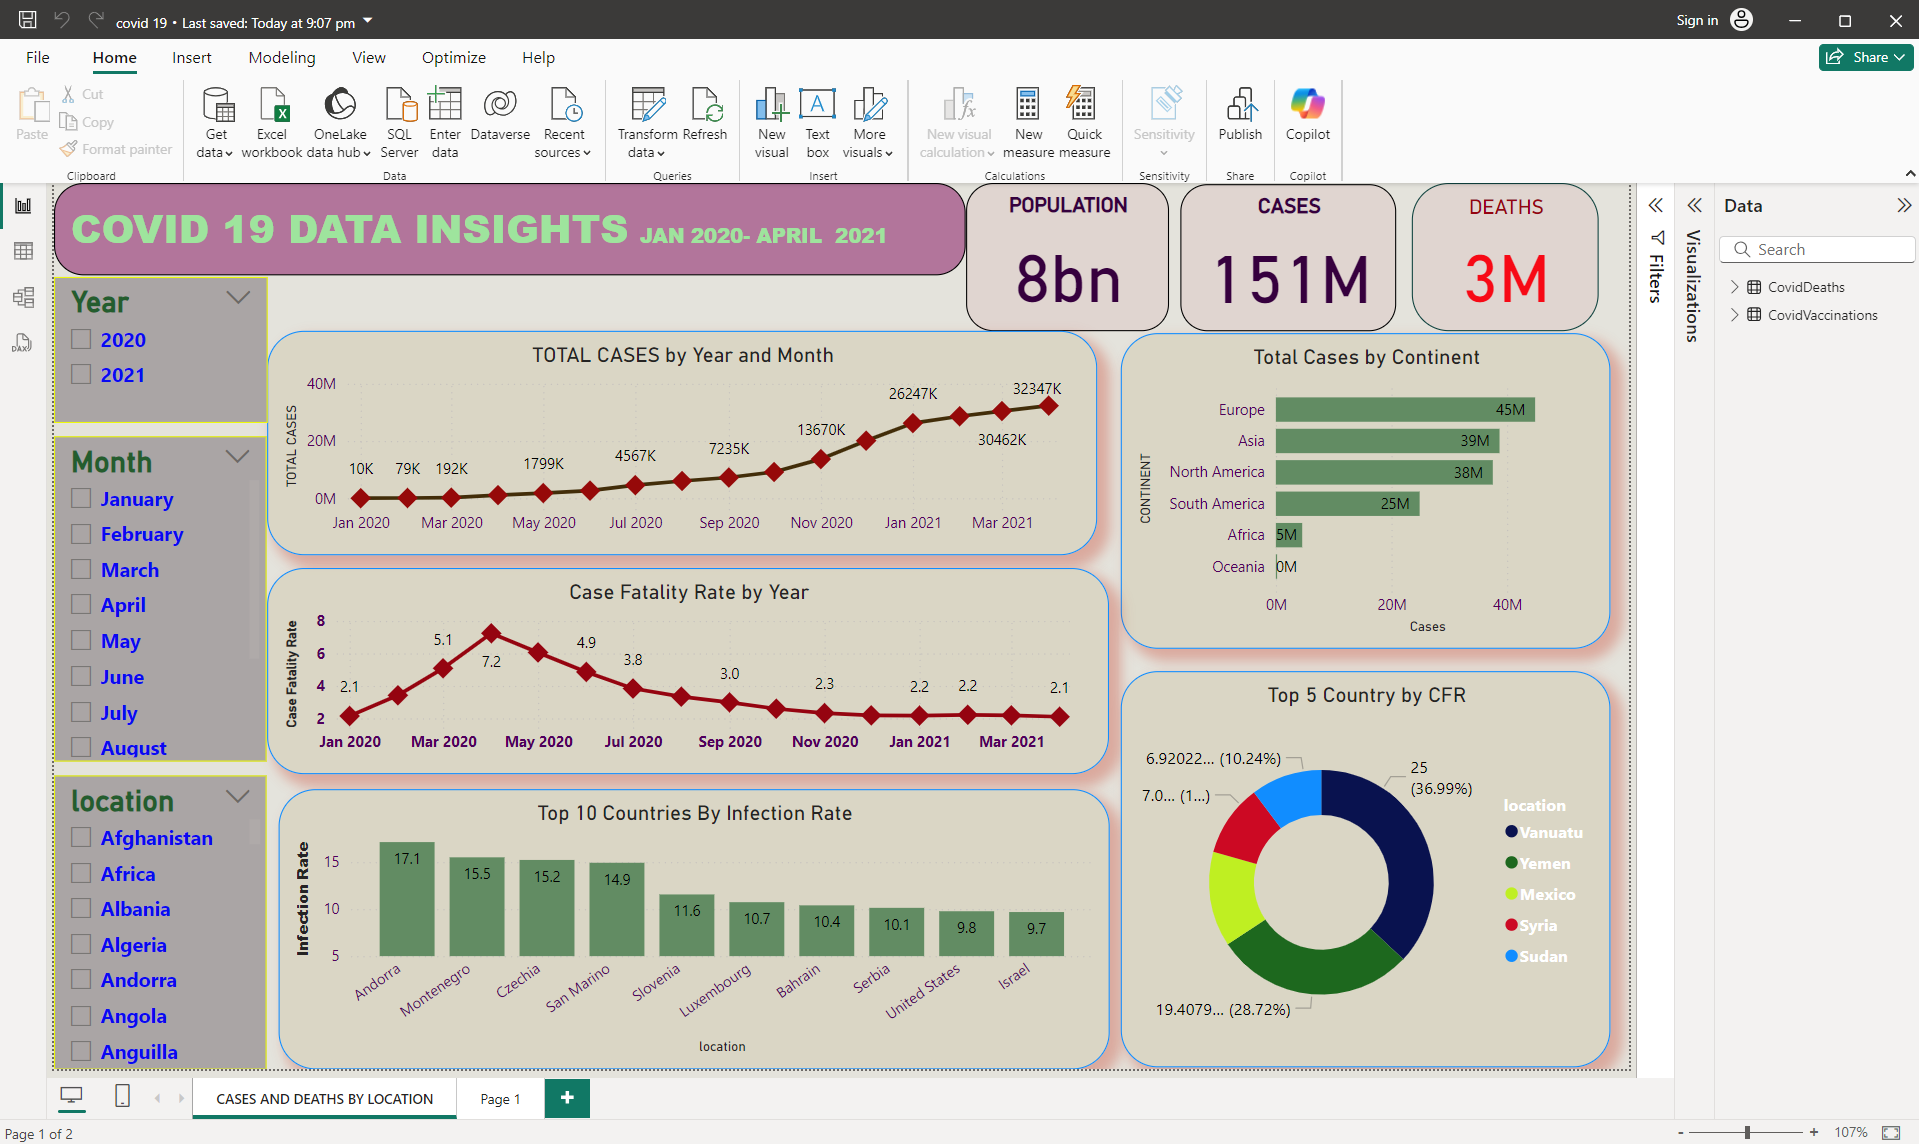 covid 19 • Last saved: Today at 9:07 pm
Sign in
File Home Insert Modeling View Optimize Help
Share
Paste
Cut
Copy
Format painter
Clipboard
Get data
Excel workbook
OneLake data hub
SQL Server
Enter data
Dataverse
Recent sources
Data
Transform data
Refresh
Queries
New visual
Text box
More visuals
Insert
New visual calculation
New measure
Quick measure
Calculations
Sensitivity
Sensitivity
Publish
Share
Copilot
Copilot
COVID 19 DATA INSIGHTS JAN 2020- APRIL 2021
POPULATION
8bn
CASES
151M
DEATHS
3M
Year
2020
2021
Month
January
February
March
April
May
June
July
August
location
Afghanistan
Africa
Albania
Algeria
Andorra
Angola
Anguilla
TOTAL CASES by Year and Month
TOTAL CASES
40M
20M
0M
10K 79K 192K 1799K 4567K 7235K 13670K 26247K 30462K 32347K
Jan 2020 Mar 2020 May 2020 Jul 2020 Sep 2020 Nov 2020 Jan 2021 Mar 2021
Case Fatality Rate by Year
Case Fatality Rate
8
6
4
2
2.1 5.1 7.2 4.9 3.8 3.0 2.3 2.2 2.2 2.1
Jan 2020 Mar 2020 May 2020 Jul 2020 Sep 2020 Nov 2020 Jan 2021 Mar 2021
Top 10 Countries By Infection Rate
Infection Rate
15
10
5
17.1 15.5 15.2 14.9 11.6 10.7 10.4 10.1 9.8 9.7
Andorra Montenegro Czechia San Marino Slovenia Luxembourg Bahrain Serbia United States Israel
location
Total Cases by Continent
CONTINENT
Europe 45M
Asia 39M
North America 38M
South America 25M
Africa 5M
Oceania 0M
0M 20M 40M
Cases
Top 5 Country by CFR
6.92022... (10.24%)
7.0... (1...)
25
(36.99%)
19.4079... (28.72%)
location
Vanuatu
Yemen
Mexico
Syria
Sudan
Filters
Visualizations
Data
Search
CovidDeaths
CovidVaccinations
DAX
CASES AND DEATHS BY LOCATION
Page 1
+
Page 1 of 2
- + 107%